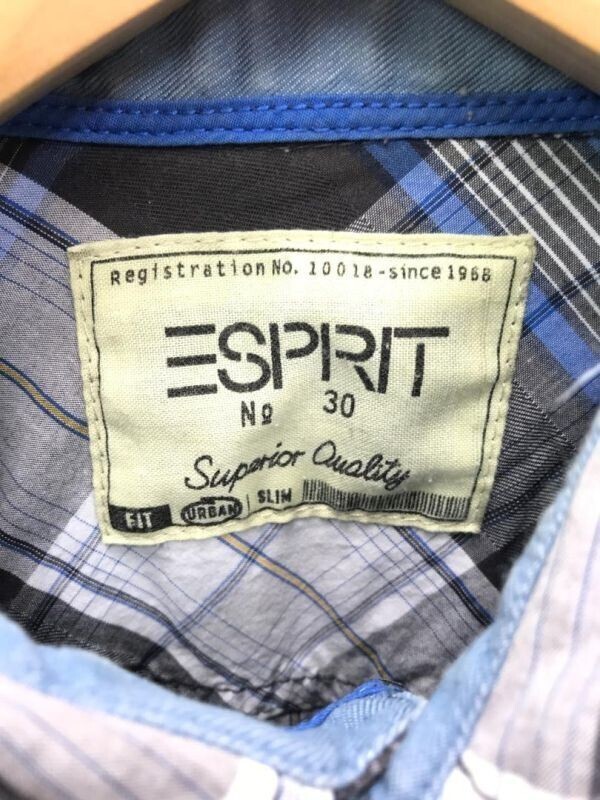 Registration No. 10018-since 1968
ESPRIT
No 30
Superior Quality
FIT URBAN SLIM